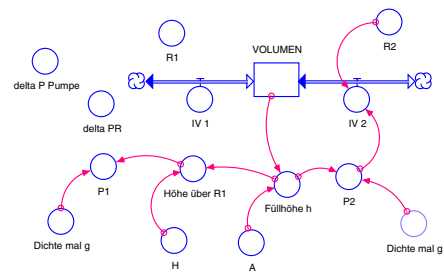 VOLUMEN
R2
R1
delta P Pumpe
delta PR
IV 1
IV 2
P1
Höhe über R1
Füllhöhe h
P2
Dichte mal g
H
A
Dichte mal g